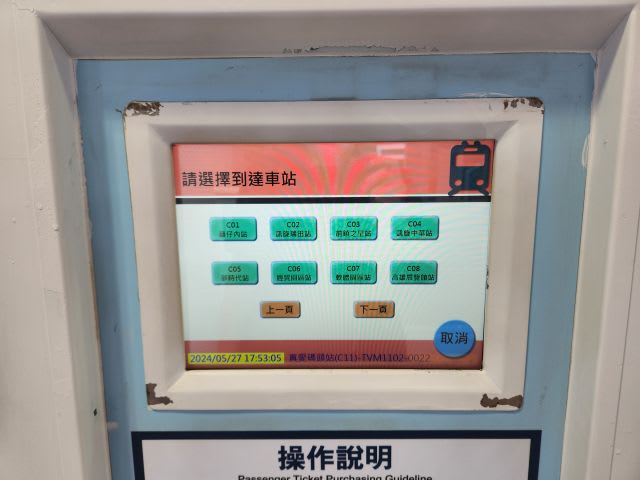 請選擇到達車站
C01 C02 C03 C04
籬仔內站 凱旋瑞田站 前鎮之星站 凱旋中華站
C05 C06 C07 C08
夢時代站 經貿園區站 軟體園區站 高雄展覽館站
上一頁 下一頁
取消
2024/05/27 17:53:05 真愛碼頭站(C11)-TVM1102-0022
操作說明
Passenger Ticket Purchasing Guideline